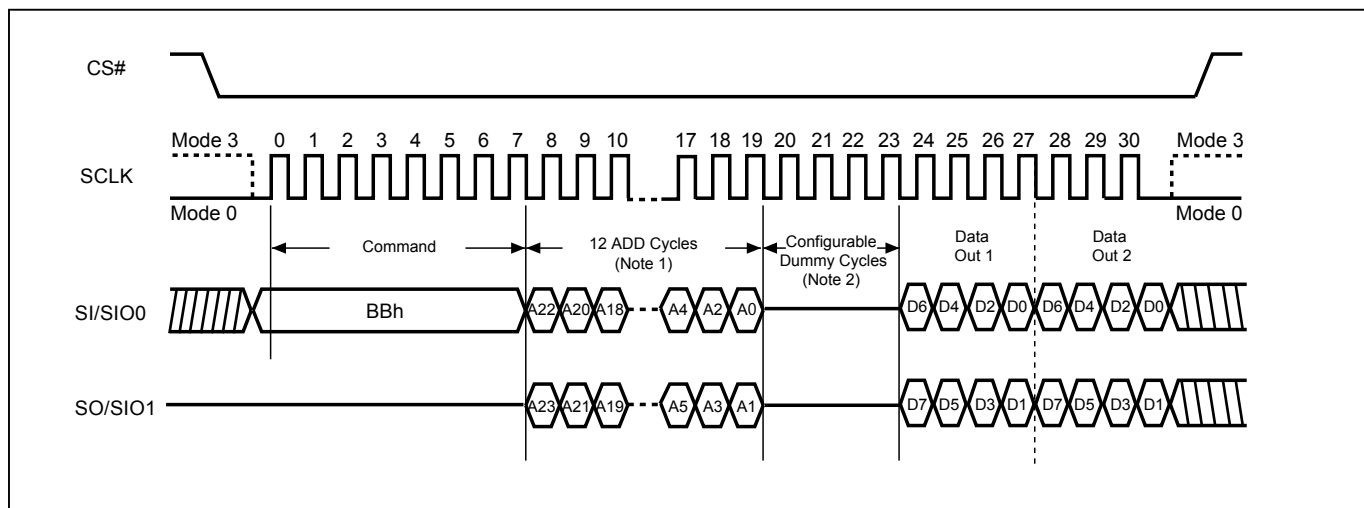 CS#
Mode 3 0 1 2 3 4 5 6 7 8 9 10 17 18 19 20 21 22 23 24 25 26 27 28 29 30 Mode 3
SCLK
Mode 0 Mode 0
Command
12 ADD Cycles
(Note 1)
Configurable
Dummy Cycles
(Note 2)
Data
Out 1
Data
Out 2
SI/SIO0 BBh A22 A20 A18 A4 A2 A0 D6 D4 D2 D0 D6 D4 D2 D0
SO/SIO1 A23 A21 A19 A5 A3 A1 D7 D5 D3 D1 D7 D5 D3 D1